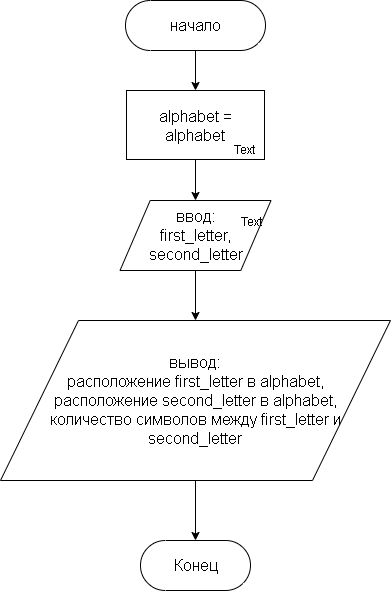 начало
alphabet =
alphabet
Text
ввод:
Text
first_letter,
second_letter
вывод:
расположение first_letter в alphabet,
расположение second_letter в alphabet,
количество символов между first_letter и
second_letter
Конец